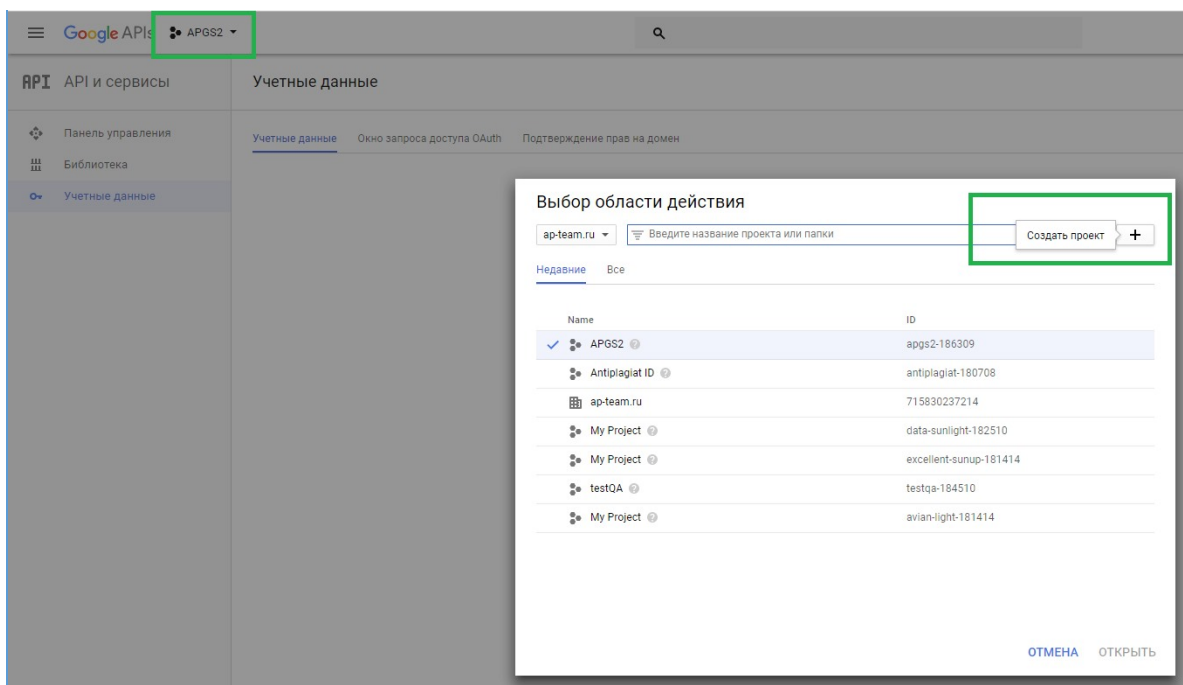 Google APIs APGS2
API API и сервисы
Учетные данные
Панель управления
Библиотека
Учетные данные
Учетные данные Окно запроса доступа OAuth Подтверждение прав на домен
Выбор области действия
ap-team.ru Введите название проекта или папки Создать проект +
Недавние Все
Name ID
APGS2 apgs2-186309
Antiplagiat ID antiplagiat-180708
ap-team.ru 715830237214
My Project data-sunlight-182510
My Project excellent-sunup-181414
testQA testqa-184510
My Project avian-light-181414
ОТМЕНА ОТКРЫТЬ